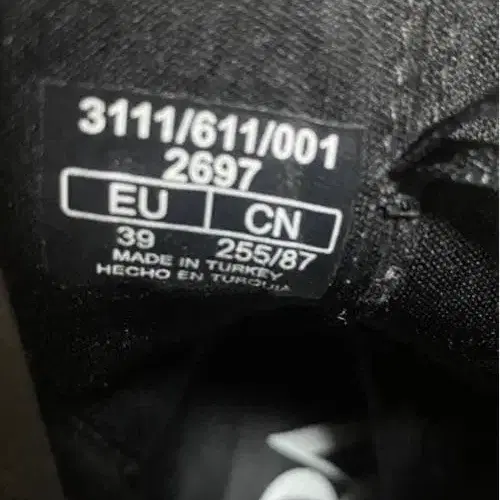 3111/611/001
2697
EU CN
39 255/87
MADE IN TURKEY
HECHO EN TURQUIA